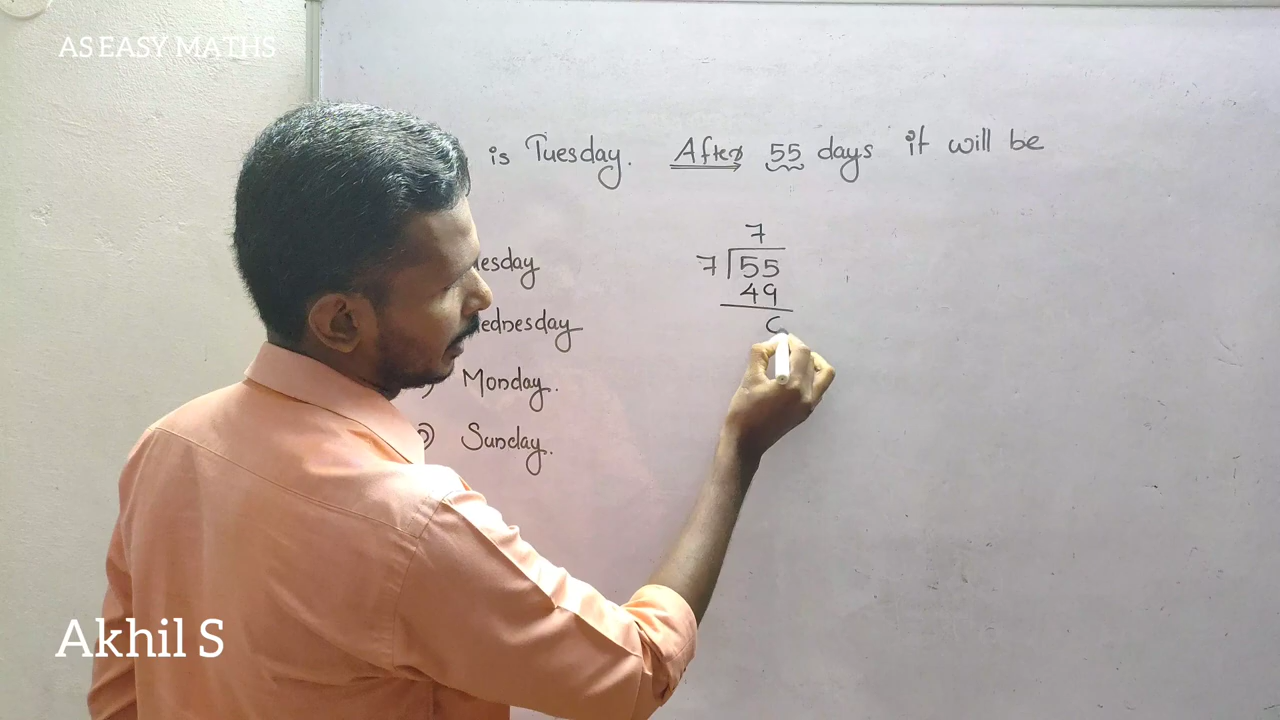 AS EASY MATHS
is Tuesday. After 55 days it will be
7
esday
7 55
49
ednesday
Monday.
Sunday.
Akhil S